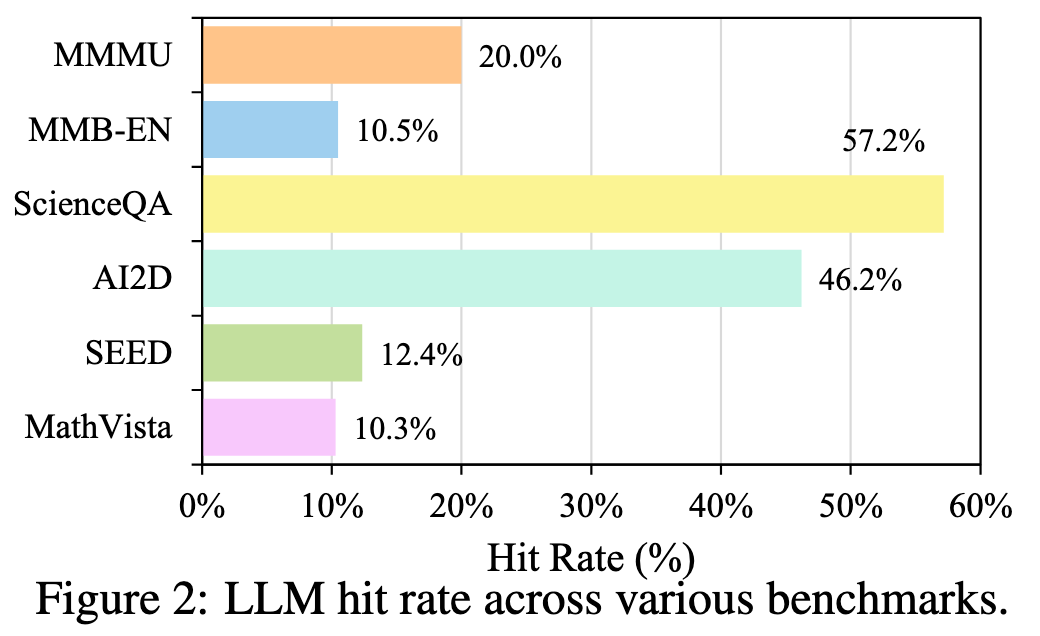 MMMU 20.0%
MMB-EN 10.5%
57.2%
ScienceQA
AI2D 46.2%
SEED 12.4%
MathVista 10.3%
0% 10% 20% 30% 40% 50% 60%
Hit Rate (%)
Figure 2: LLM hit rate across various benchmarks.